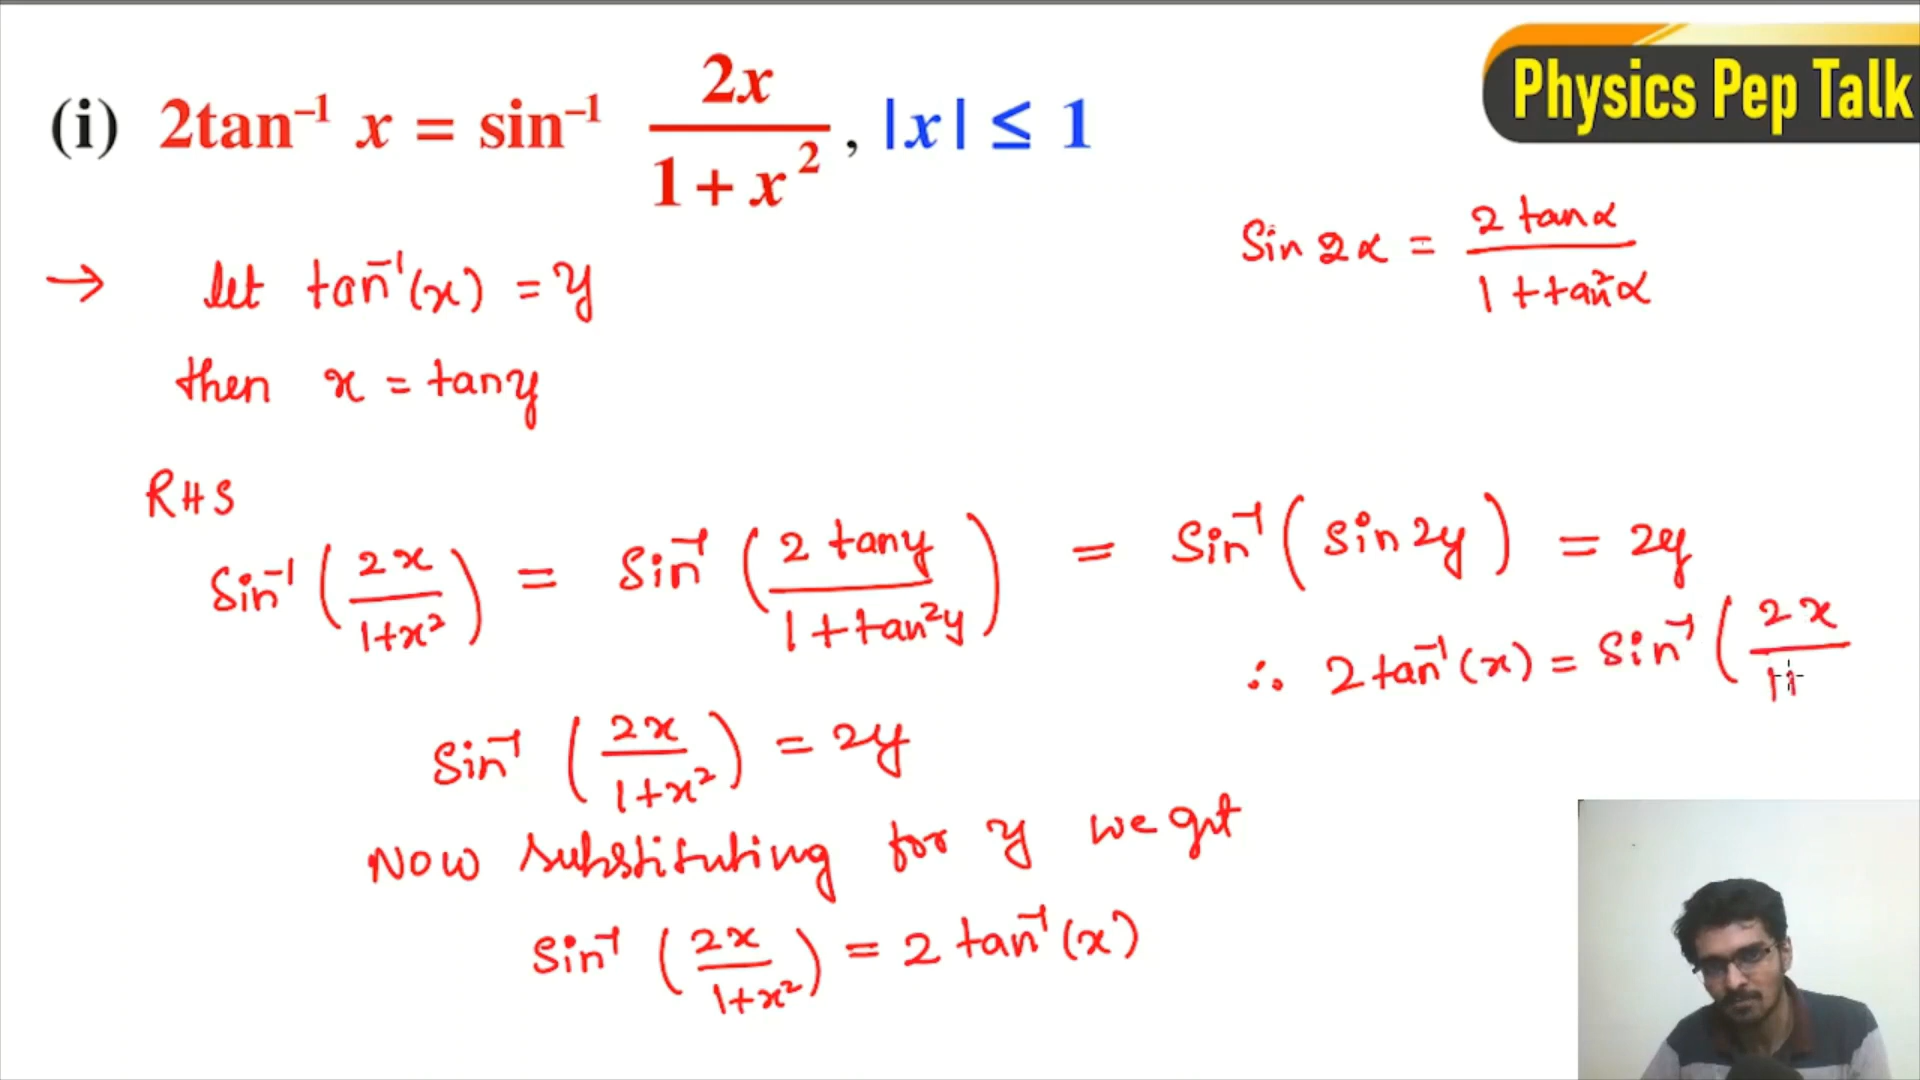 (i) 2tan⁻¹ x = sin⁻¹ 2x / 1 + x², |x| ≤ 1
Physics Pep Talk
Sin 2α = 2 tanα / 1 + tan²α
→ let tan⁻¹(x) = y
then x = tany
RHS
Sin⁻¹ (2x / 1+x²) = Sin⁻¹ (2 tany / 1 + tan²y) = Sin⁻¹ (Sin 2y) = 2y
∴ 2 tan⁻¹(x) = Sin⁻¹ (2x / 1+
Sin⁻¹ (2x / 1+x²) = 2y
Now substituting for y we get
Sin⁻¹ (2x / 1+x²) = 2 tan⁻¹(x)